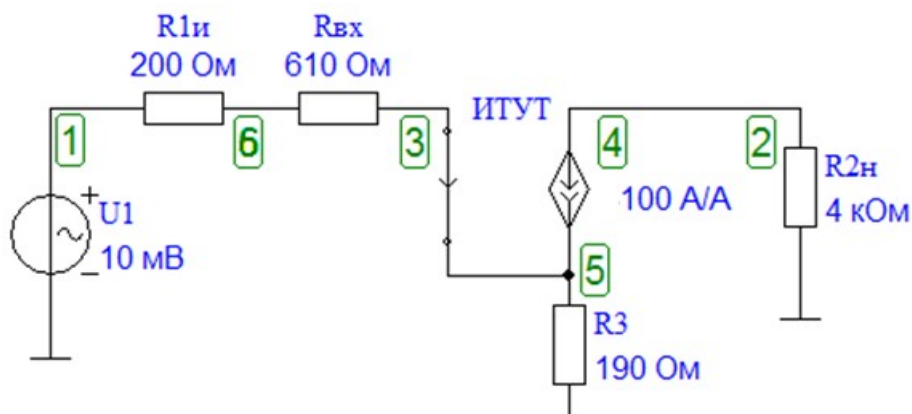 R1и
200 Ом
Rвх
610 Ом
ИТУТ
1
6
3
4
2
+
U1
10 мВ
−
100 А/А
R2н
4 кОм
5
R3
190 Ом